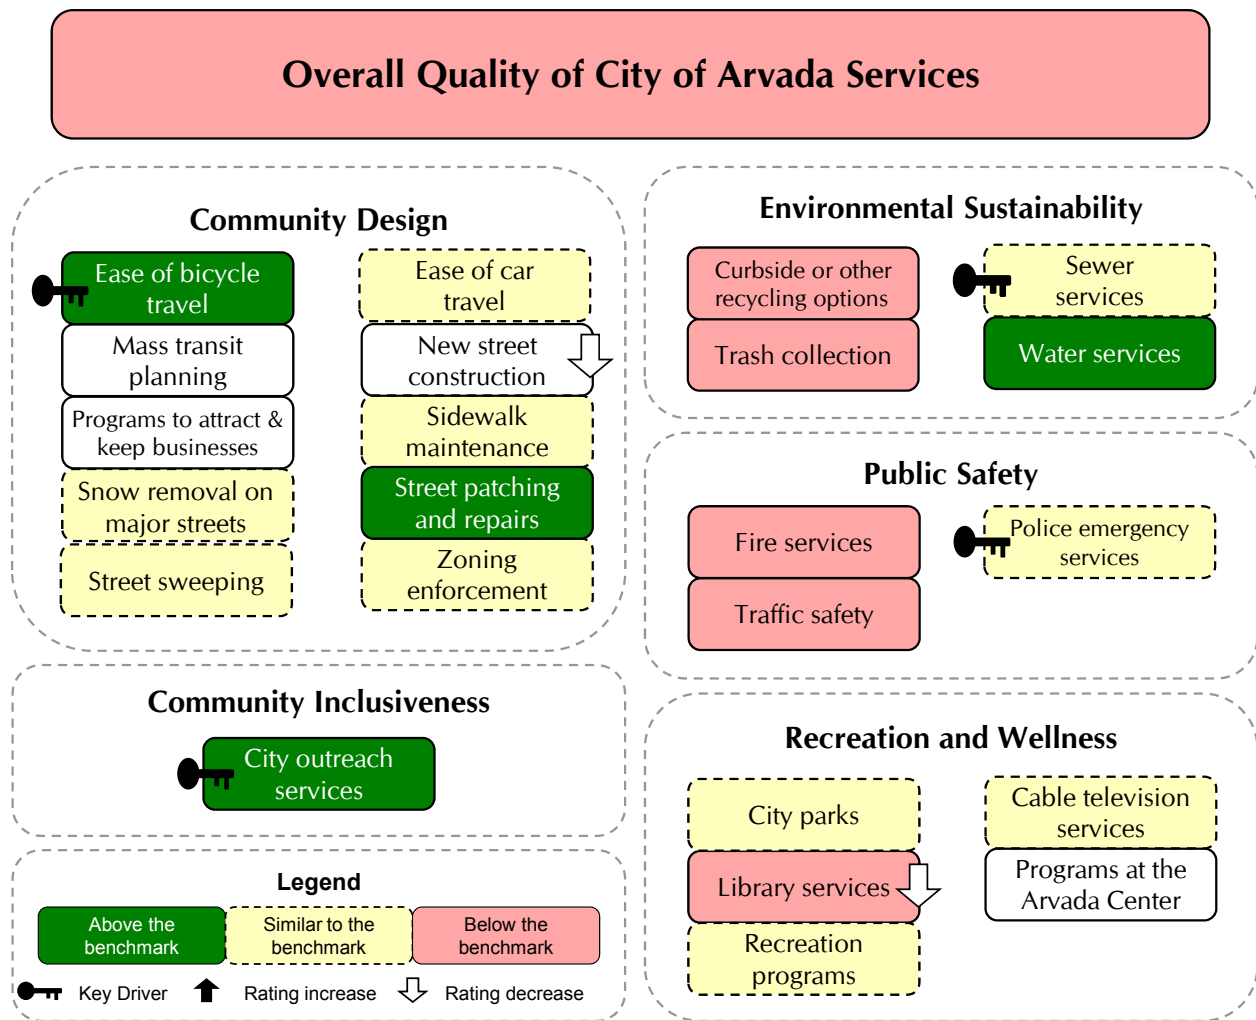 Overall Quality of City of Arvada Services
Community Design
Ease of bicycle
travel
Mass transit
planning
Programs to attract &
keep businesses
Snow removal on
major streets
Street sweeping
Ease of car
travel
New street
construction
Sidewalk
maintenance
Street patching
and repairs
Zoning
enforcement
Environmental Sustainability
Curbside or other
recycling options
Trash collection
Sewer
services
Water services
Public Safety
Fire services
Traffic safety
Police emergency
services
Community Inclusiveness
City outreach
services
Recreation and Wellness
City parks
Library services
Recreation
programs
Cable television
services
Programs at the
Arvada Center
Legend
Above the
benchmark
Similar to the
benchmark
Below the
benchmark
Key Driver
Rating increase
Rating decrease